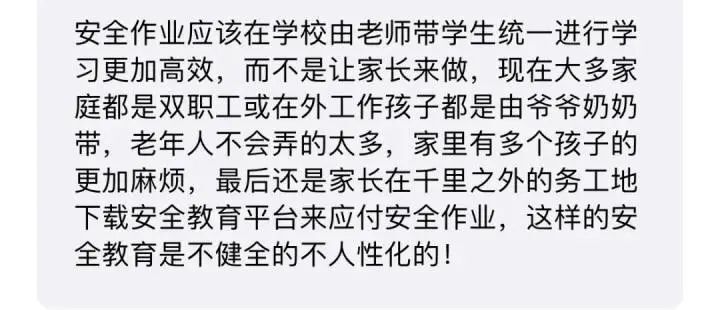 安全作业应该在学校由老师带学生统一进行学
习更加高效，而不是让家长来做，现在大多家
庭都是双职工或在外工作孩子都是由爷爷奶奶
带，老年人不会弄的太多，家里有多个孩子的
更加麻烦，最后还是家长在千里之外的务工地
下载安全教育平台来应付安全作业，这样的安
全教育是不健全的不人性化的！